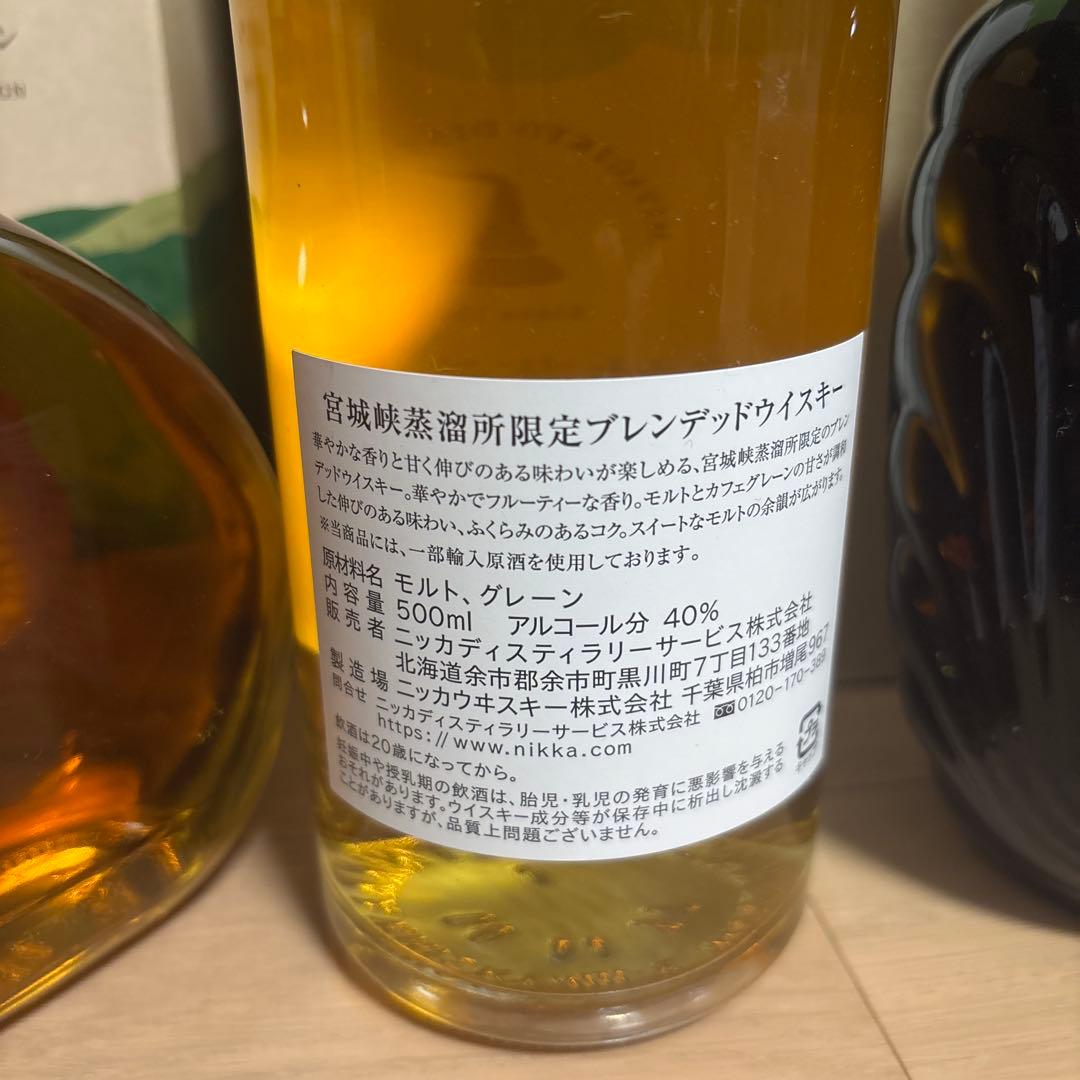 宮城峡蒸溜所限定ブレンデッドウイスキー
華やかな香りと甘く伸びのある味わいが楽しめる、宮城峡蒸溜所限定のブレン
デッドウイスキー。華やかでフルーティーな香り。モルトとカフェグレーンの甘さが調和
した伸びのある味わい、ふくらみのあるコク。スイートなモルトの余韻が広がります。
※当商品には、一部輸入原酒を使用しております。
原材料名 モルト、グレーン
内容量 500ml アルコール分 40%
販売者 ニッカディスティラリーサービス株式会社
北海道余市郡余市町黒川町7丁目133番地
製造場 ニッカウヰスキー株式会社 千葉県柏市増尾967
問合せ ニッカディスティラリーサービス株式会社 0120-170-389
https://www.nikka.com
飲酒は20歳になってから。
妊娠中や授乳期の飲酒は、胎児・乳児の発育に悪影響を与える
おそれがあります。ウイスキー成分等が保存中に析出し沈澱する
ことがありますが、品質上問題ございません。